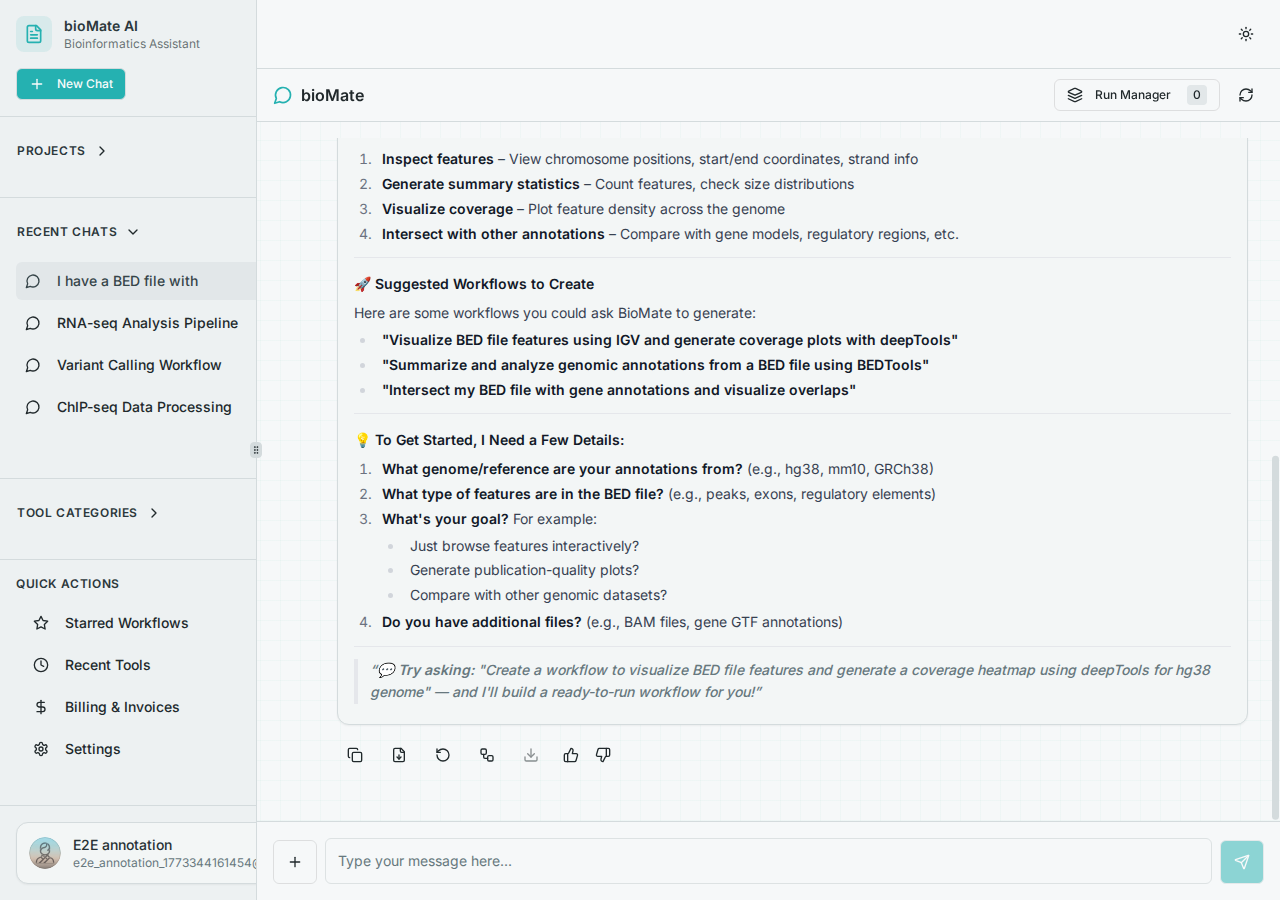 bioMate AI
Bioinformatics Assistant
New Chat
PROJECTS
RECENT CHATS
I have a BED file with
RNA-seq Analysis Pipeline
Variant Calling Workflow
ChIP-seq Data Processing
TOOL CATEGORIES
QUICK ACTIONS
Starred Workflows
Recent Tools
Billing & Invoices
Settings
E2E annotation
e2e_annotation_1773344161454@
bioMate
Run Manager 0
1. Inspect features – View chromosome positions, start/end coordinates, strand info
2. Generate summary statistics – Count features, check size distributions
3. Visualize coverage – Plot feature density across the genome
4. Intersect with other annotations – Compare with gene models, regulatory regions, etc.
🚀 Suggested Workflows to Create
Here are some workflows you could ask BioMate to generate:
"Visualize BED file features using IGV and generate coverage plots with deepTools"
"Summarize and analyze genomic annotations from a BED file using BEDTools"
"Intersect my BED file with gene annotations and visualize overlaps"
💡 To Get Started, I Need a Few Details:
1. What genome/reference are your annotations from? (e.g., hg38, mm10, GRCh38)
2. What type of features are in the BED file? (e.g., peaks, exons, regulatory elements)
3. What's your goal? For example:
Just browse features interactively?
Generate publication-quality plots?
Compare with other genomic datasets?
4. Do you have additional files? (e.g., BAM files, gene GTF annotations)
“💬 Try asking: "Create a workflow to visualize BED file features and generate a coverage heatmap using deepTools for hg38
genome" — and I'll build a ready-to-run workflow for you!”
Type your message here...